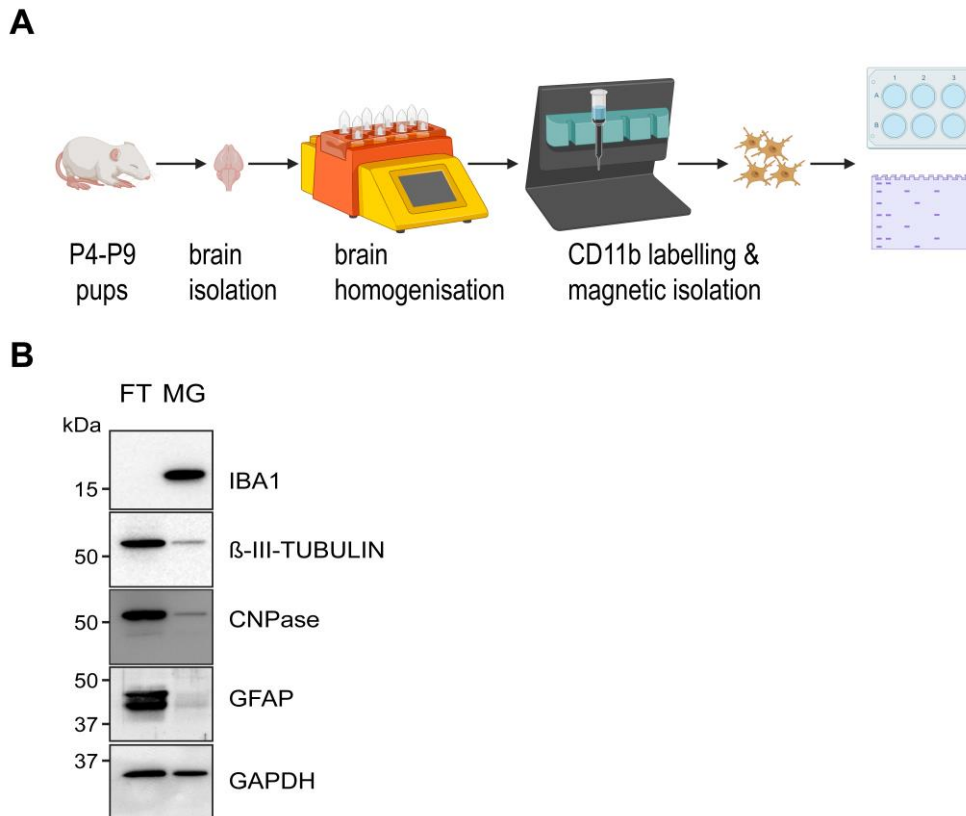 A
1 2 3
A
B
P4-P9
pups
brain
isolation
brain
homogenisation
CD11b labelling &
magnetic isolation
B
FT MG
kDa
15
IBA1
50
ß-III-TUBULIN
50
CNPase
50
37
GFAP
37
GAPDH